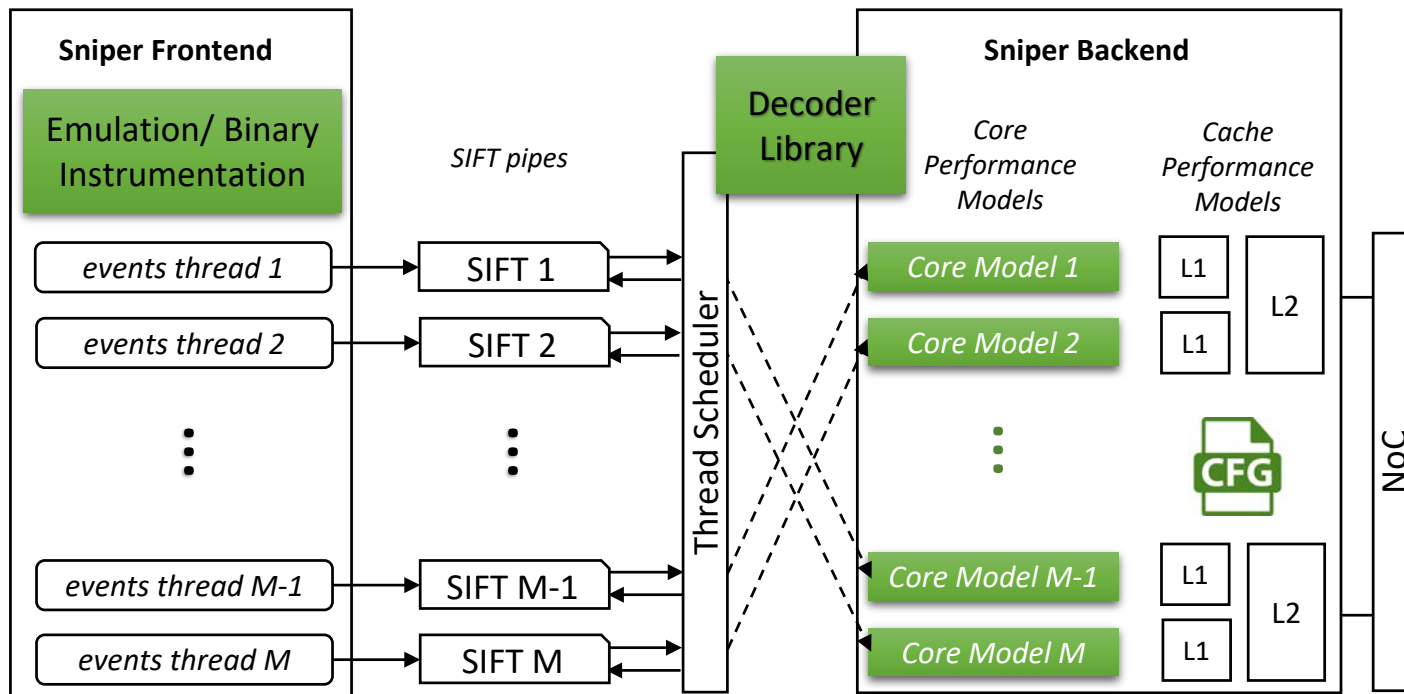 Sniper Frontend
Emulation/ Binary
Instrumentation
events thread 1
events thread 2
events thread M-1
events thread M
SIFT pipes
SIFT 1
SIFT 2
SIFT M-1
SIFT M
Thread Scheduler
Decoder
Library
Sniper Backend
Core
Performance
Models
Core Model 1
Core Model 2
Core Model M-1
Core Model M
Cache
Performance
Models
L1
L1
L2
CFG
L1
L1
L2
NoC